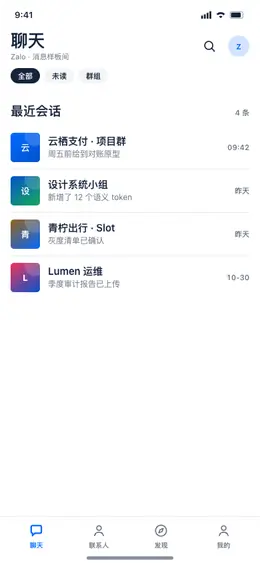 9:41
聊天
Zalo · 消息样板间
Z
全部
未读
群组
最近会话
4 条
云
云栖支付 · 项目群
09:42
周五前给到对账原型
设
设计系统小组
昨天
新增了 12 个语义 token
青
青柠出行 · Slot
昨天
灰度清单已确认
L
Lumen 运维
10-30
季度审计报告已上传
聊天
联系人
发现
我的